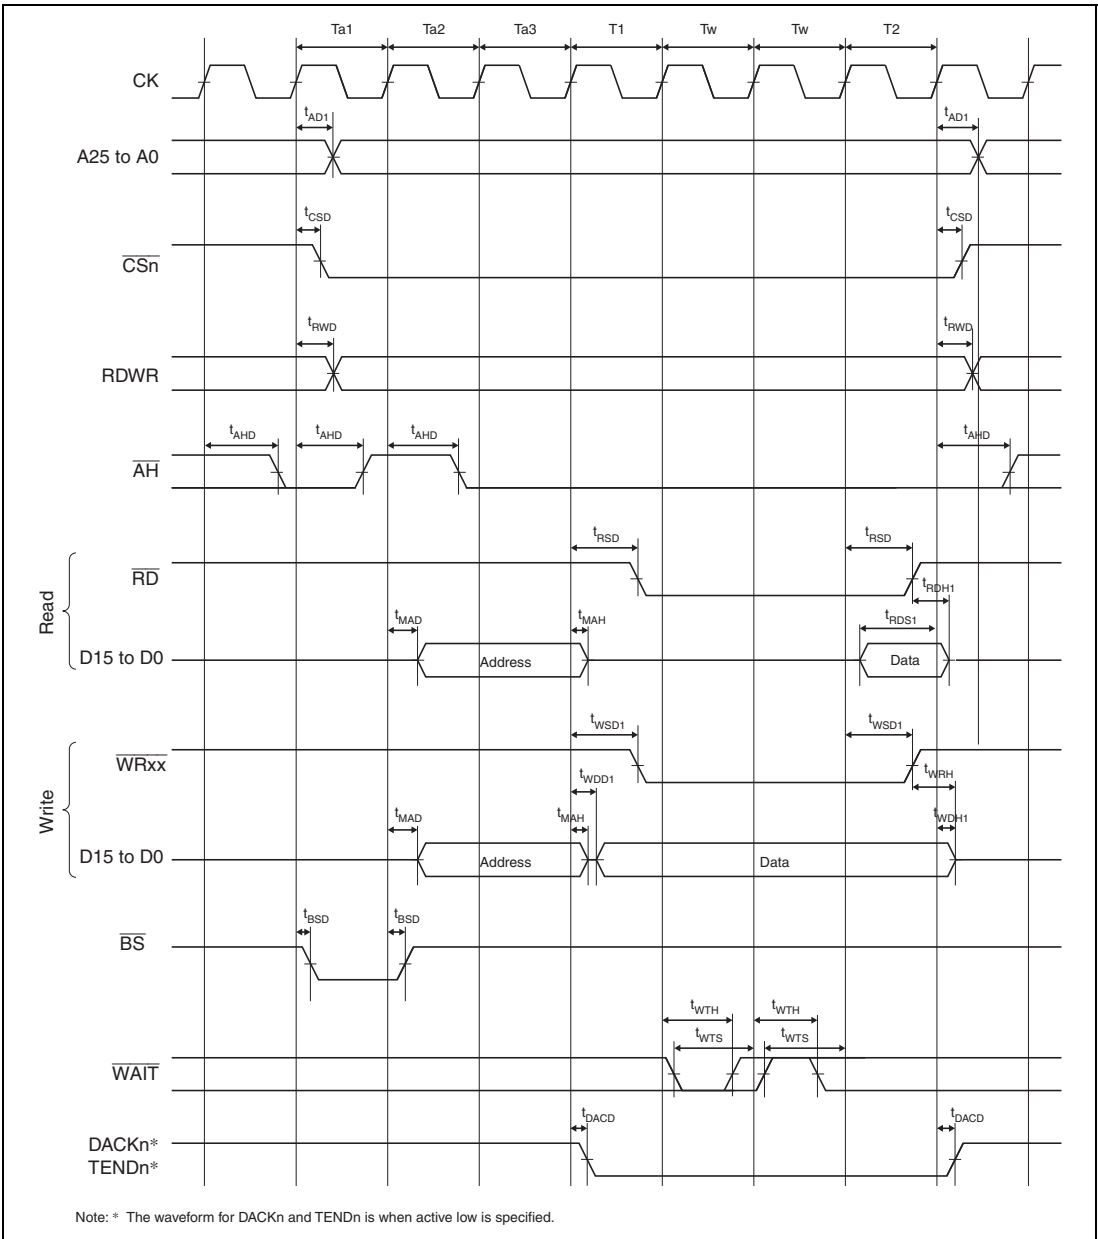 Ta1 Ta2 Ta3 T1 Tw Tw T2
CK
tAD1 tAD1
A25 to A0
tCSD tCSD
CSn
tRWD tRWD
RDWR
tAHD tAHD tAHD tAHD
AH
Read
tRSD tRSD
RD
tRDH1
tMAD tMAH tRDS1
D15 to D0 Address Data
Write
tWSD1 tWSD1
WRxx
tWDD1 tWRH
tMAD tMAH tWDH1
D15 to D0 Address Data
tBSD tBSD
BS
tWTH tWTH
tWTS tWTS
WAIT
tDACD tDACD
DACKn*
TENDn*
Note: * The waveform for DACKn and TENDn is when active low is specified.